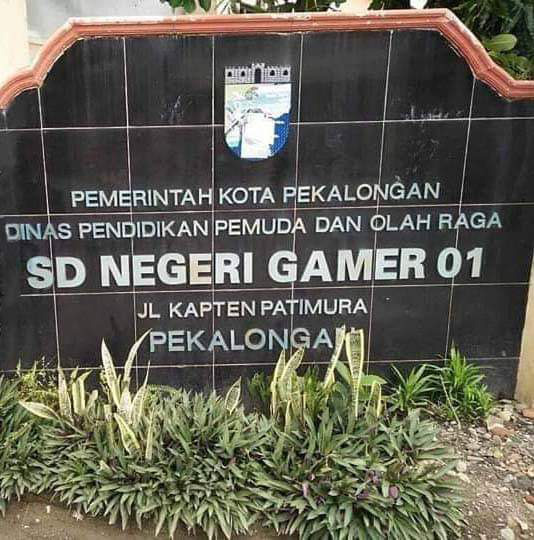 PEMERINTAH KOTA PEKALONGAN
DINAS PENDIDIKAN PEMUDA DAN OLAH RAGA
SD NEGERI GAMER 01
JL KAPTEN PATIMURA
PEKALONGAN